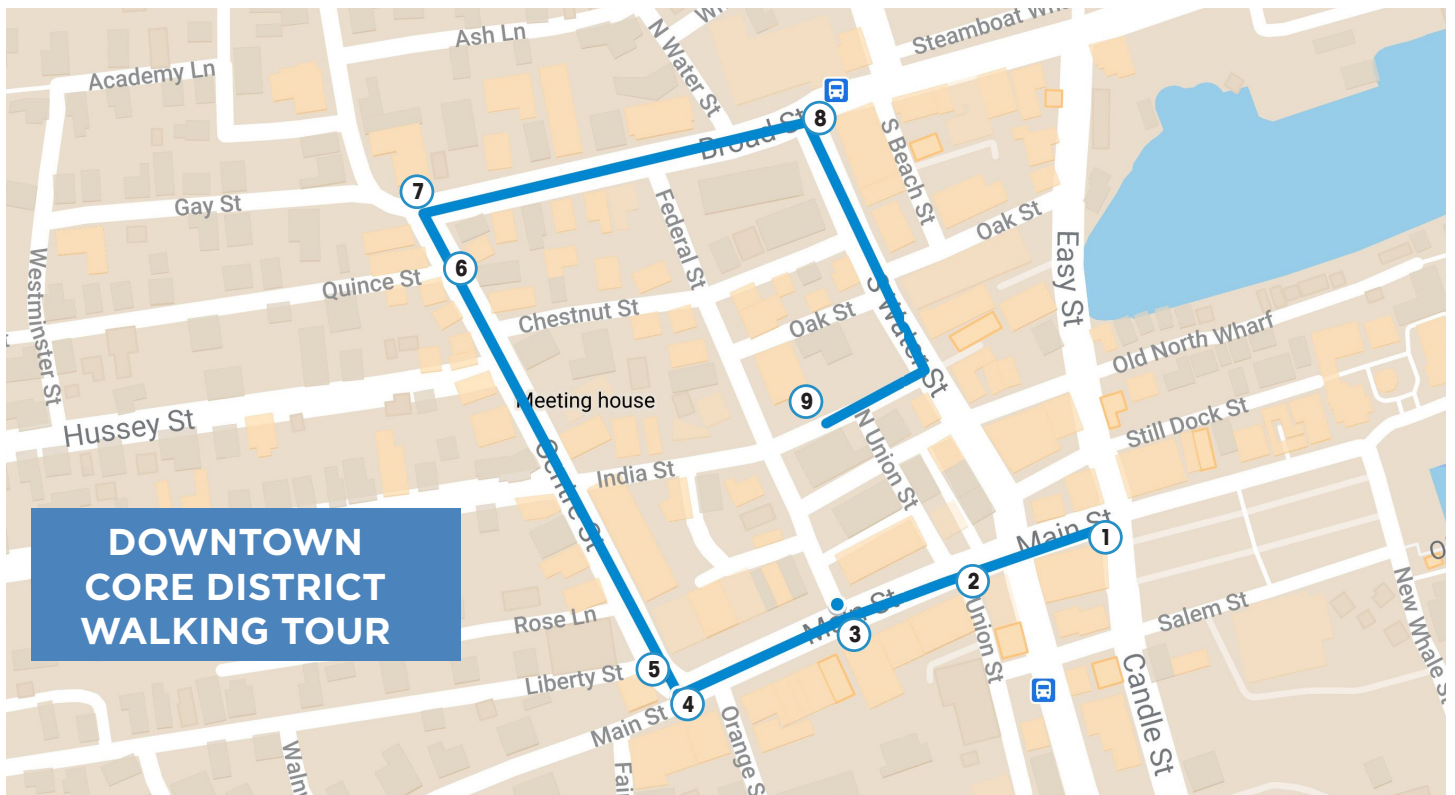 Ash Ln
N Water St
Steamboat Wh
Academy Ln
8
Broad St
S Beach St
7
Gay St
Federal St
Oak St
Westminster St
6
Quince St
Easy St
S Water St
Chestnut St
Oak St
Old North Wharf
Meeting house
9
Hussey St
N Union St
Still Dock St
Centre St
India St
DOWNTOWN
CORE DISTRICT
WALKING TOUR
Main St
1
2
Main St
3
Union St
Salem St
New Whale St
Rose Ln
5
Liberty St
4
Main St
Orange S
Candle St
Waln
Fai
O